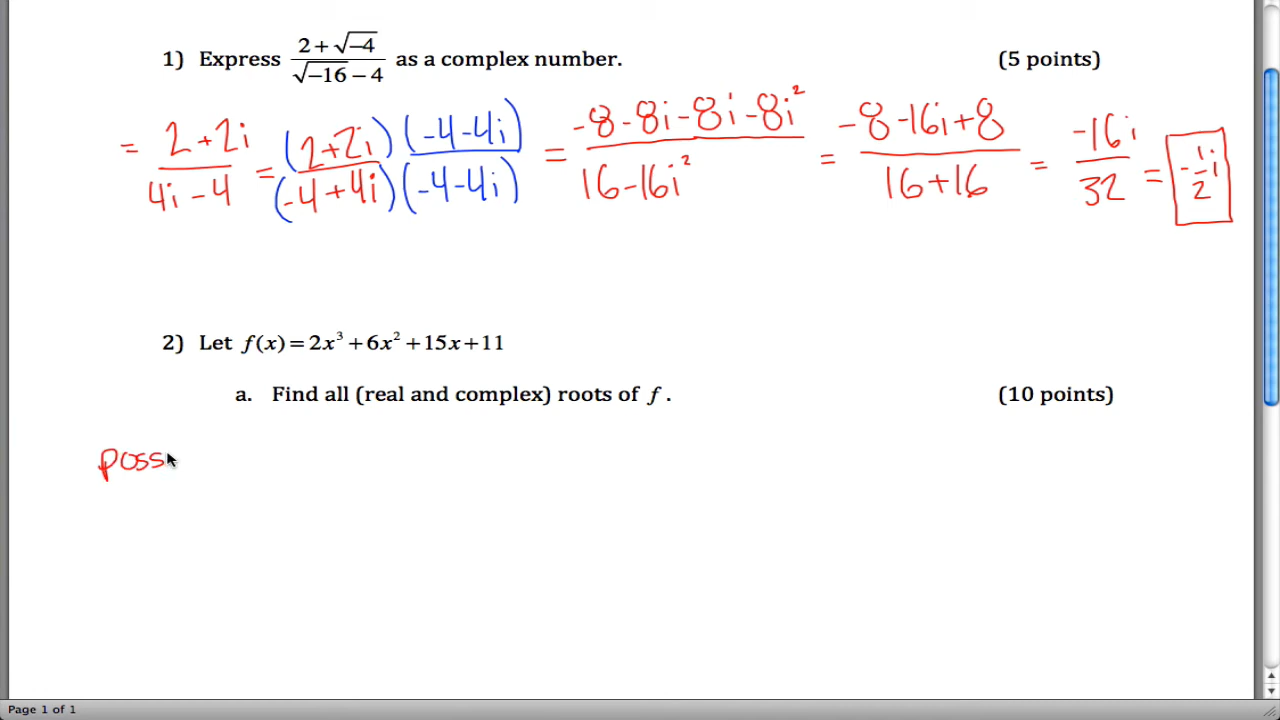 1) Express (2 + √−4)/(√−16 − 4) as a complex number. (5 points)
= (2 + 2i)/(4i − 4) = (2 + 2i)(-4 - 4i)/(-4 + 4i)(-4 - 4i) = (-8 - 8i - 8i - 8i²)/(16 - 16i²) = (-8 - 16i + 8)/(16 + 16) = -16i/32 = -1/2 i
2) Let f(x) = 2x³ + 6x² + 15x + 11
a. Find all (real and complex) roots of f . (10 points)
poss
Page 1 of 1